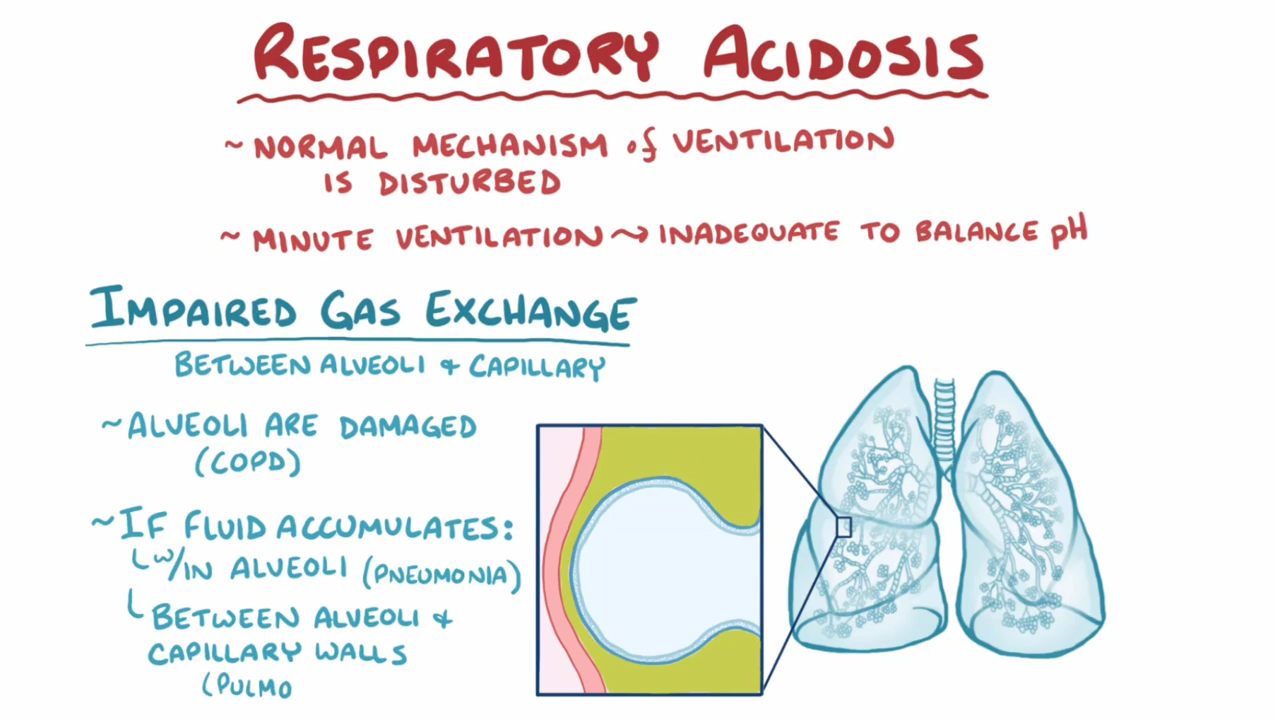 RESPIRATORY ACIDOSIS
~ NORMAL MECHANISM of VENTILATION
IS DISTURBED
~ MINUTE VENTILATION → INADEQUATE TO BALANCE pH
IMPAIRED GAS EXCHANGE
BETWEEN ALVEOLI & CAPILLARY
~ ALVEOLI ARE DAMAGED
(COPD)
~ IF FLUID ACCUMULATES:
W/IN ALVEOLI (PNEUMONIA)
BETWEEN ALVEOLI &
CAPILLARY WALLS
(PULMO